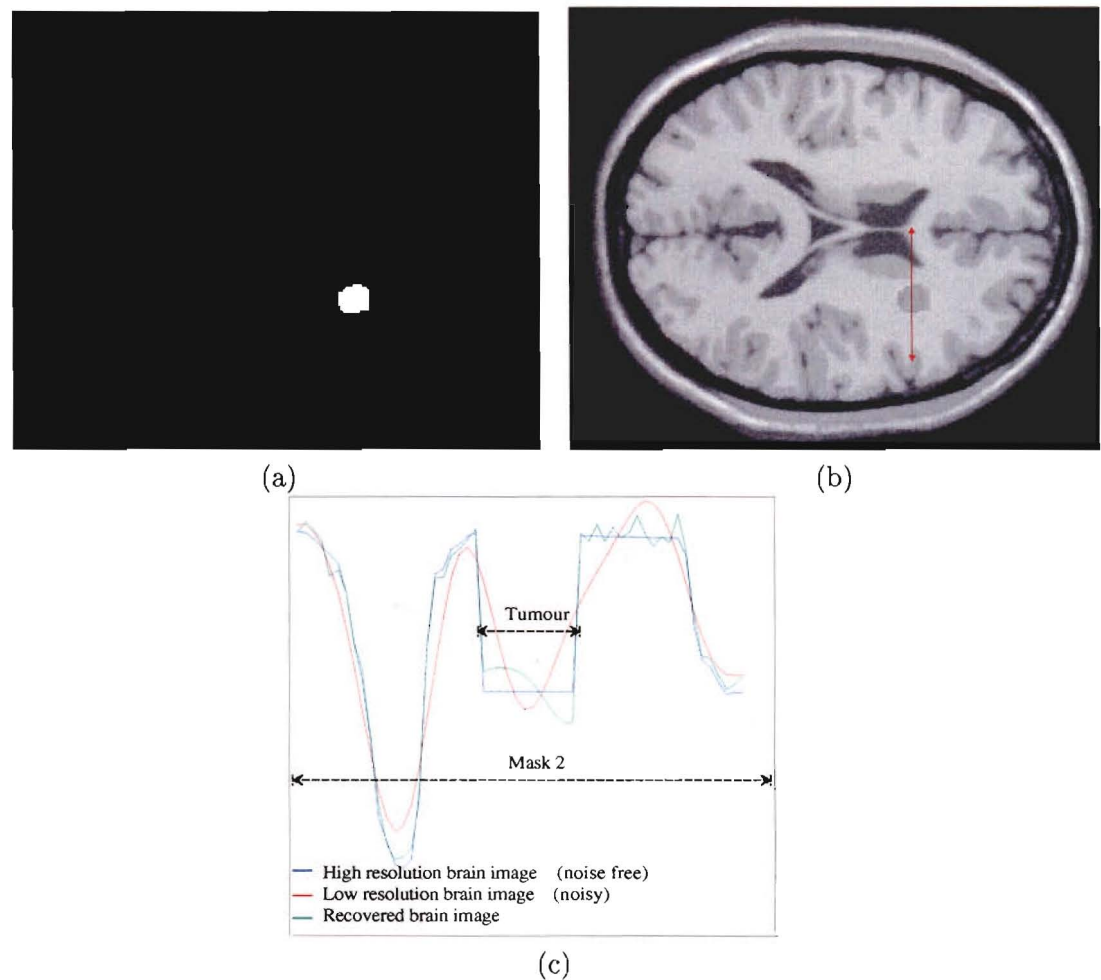 (a)
(b)
Tumour
Mask 2
High resolution brain image (noise free)
Low resolution brain image (noisy)
Recovered brain image
(c)